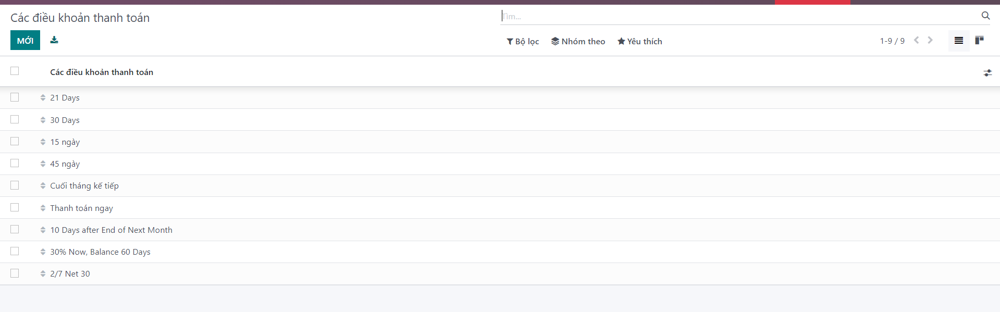 Các điều khoản thanh toán
Tìm...
MỚI
Bộ lọc Nhóm theo Yêu thích 1-9 / 9
Các điều khoản thanh toán
21 Days
30 Days
15 ngày
45 ngày
Cuối tháng kế tiếp
Thanh toán ngay
10 Days after End of Next Month
30% Now, Balance 60 Days
2/7 Net 30